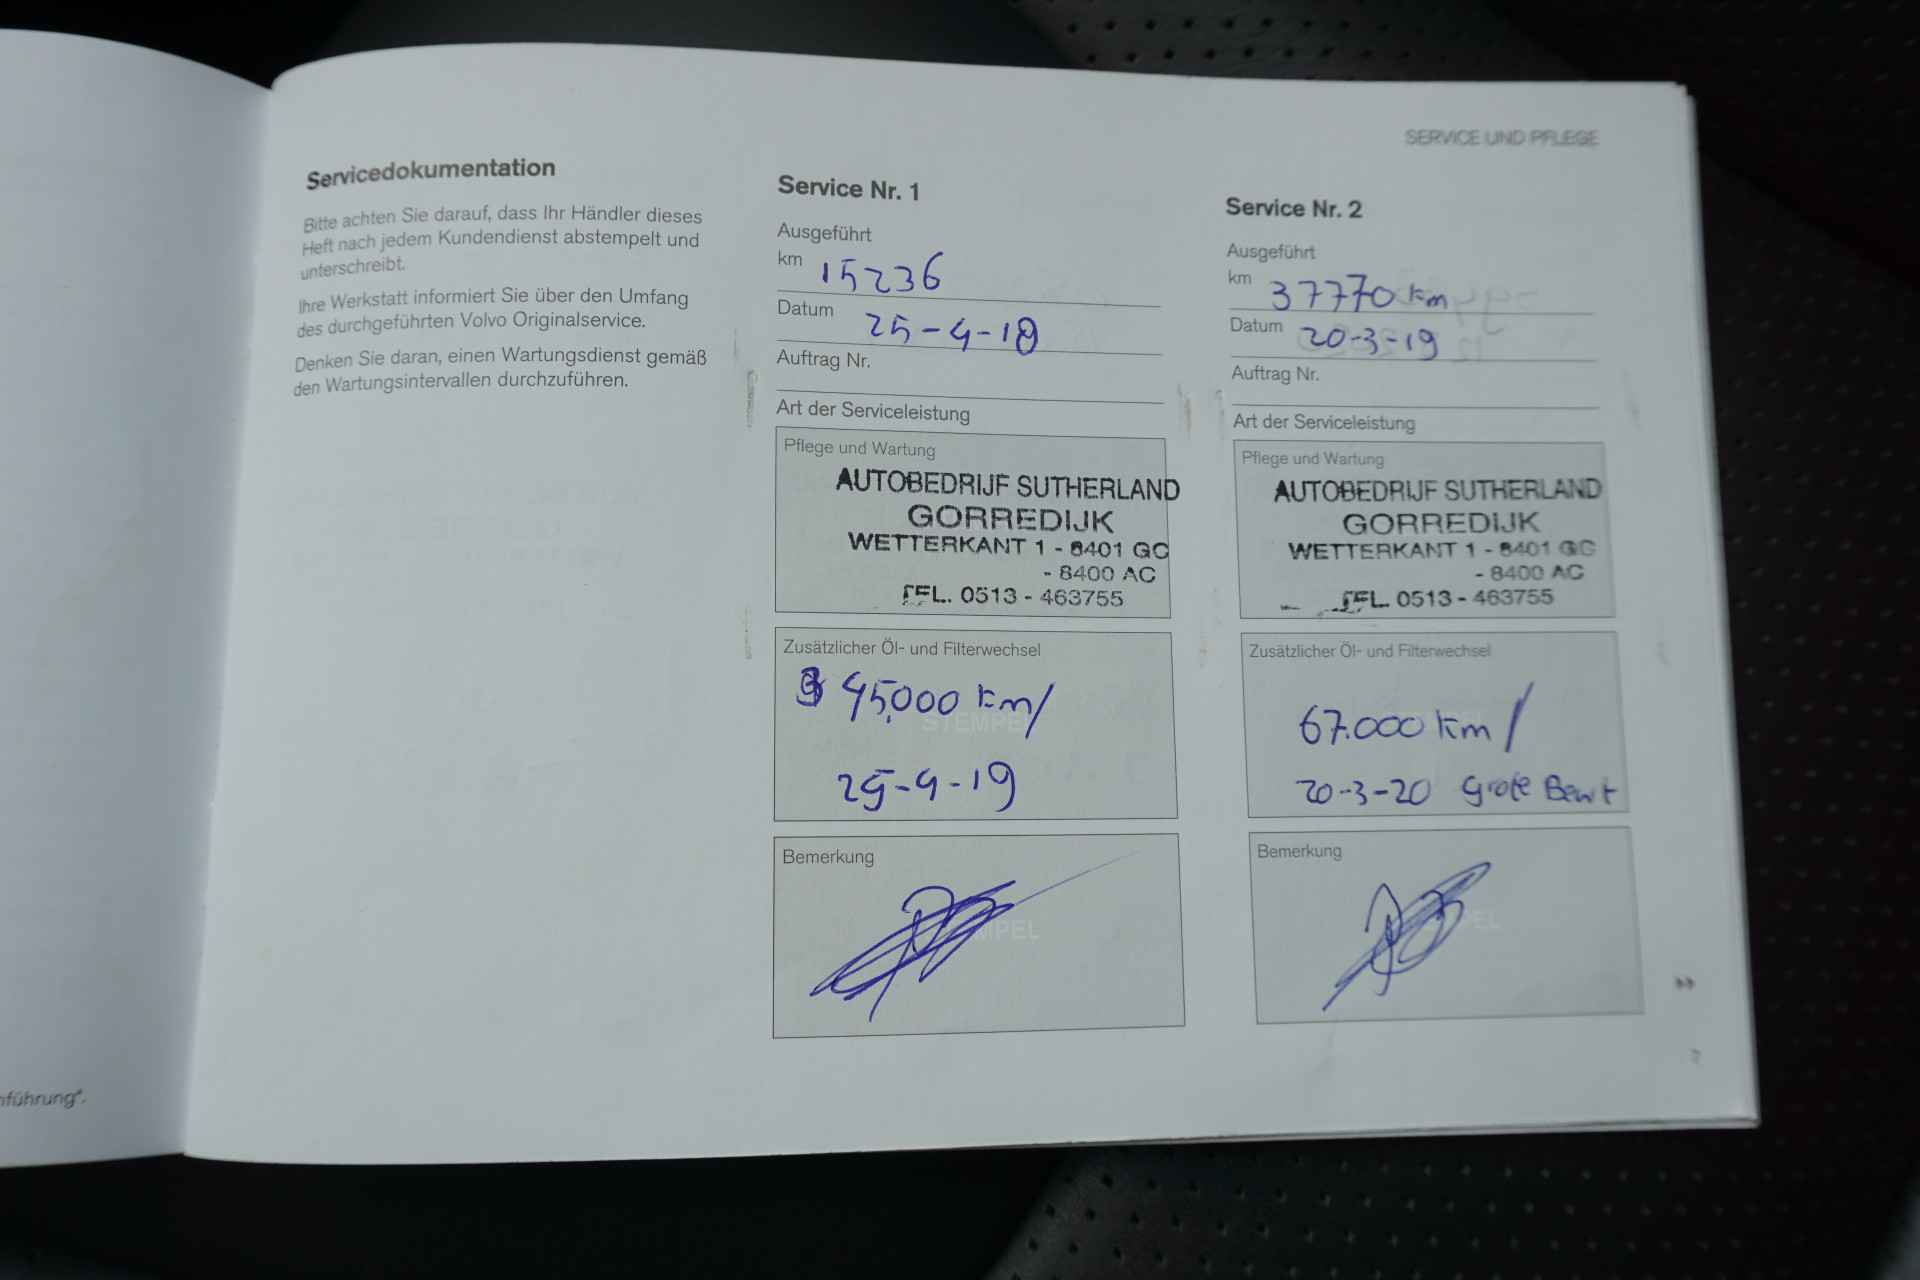 SERVICE UND PFLEGE
Servicedokumentation
Bitte achten Sie darauf, dass Ihr Händler dieses
Heft nach jedem Kundendienst abstempelt und
unterschreibt.
Ihre Werkstatt informiert Sie über den Umfang
des durchgeführten Volvo Originalservice.
Denken Sie daran, einen Wartungsdienst gemäß
den Wartungsintervallen durchzuführen.
Service Nr. 1
Ausgeführt
km 15236
Datum 25-4-18
Auftrag Nr.
Art der Serviceleistung
Pflege und Wartung
AUTOBEDRIJF SUTHERLAND
GORREDIJK
WETTERKANT 1 - 8401 GC
- 8400 AC
TEL. 0513 - 463755
Zusätzlicher Öl- und Filterwechsel
45,000 km/
STEMPEL
25-4-19
Bemerkung
STEMPEL
Service Nr. 2
Ausgeführt
km 37770 km
Datum 20-3-19
Auftrag Nr.
Art der Serviceleistung
Pflege und Wartung
AUTOBEDRIJF SUTHERLAND
GORREDIJK
WETTERKANT 1 - 8401 GC
- 8400 AC
TEL. 0513 - 463755
Zusätzlicher Öl- und Filterwechsel
67.000 km/
20-3-20 Grote Beurt
Bemerkung
STEMPEL
nführung".
7